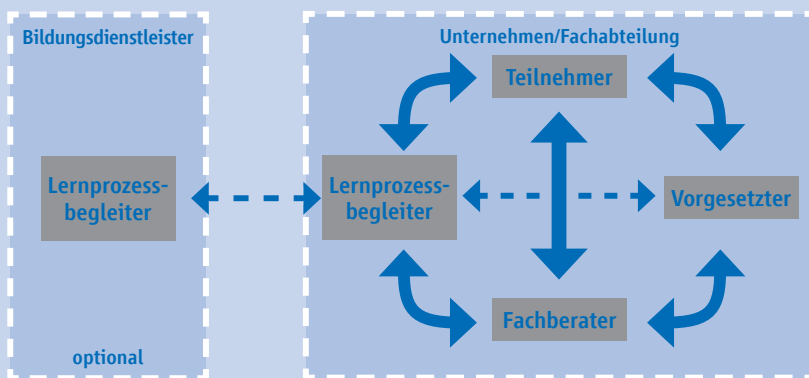 Bildungsdienstleister
Lernprozess-
begleiter
optional
Unternehmen/Fachabteilung
Teilnehmer
Lernprozess-
begleiter
Vorgesetzter
Fachberater